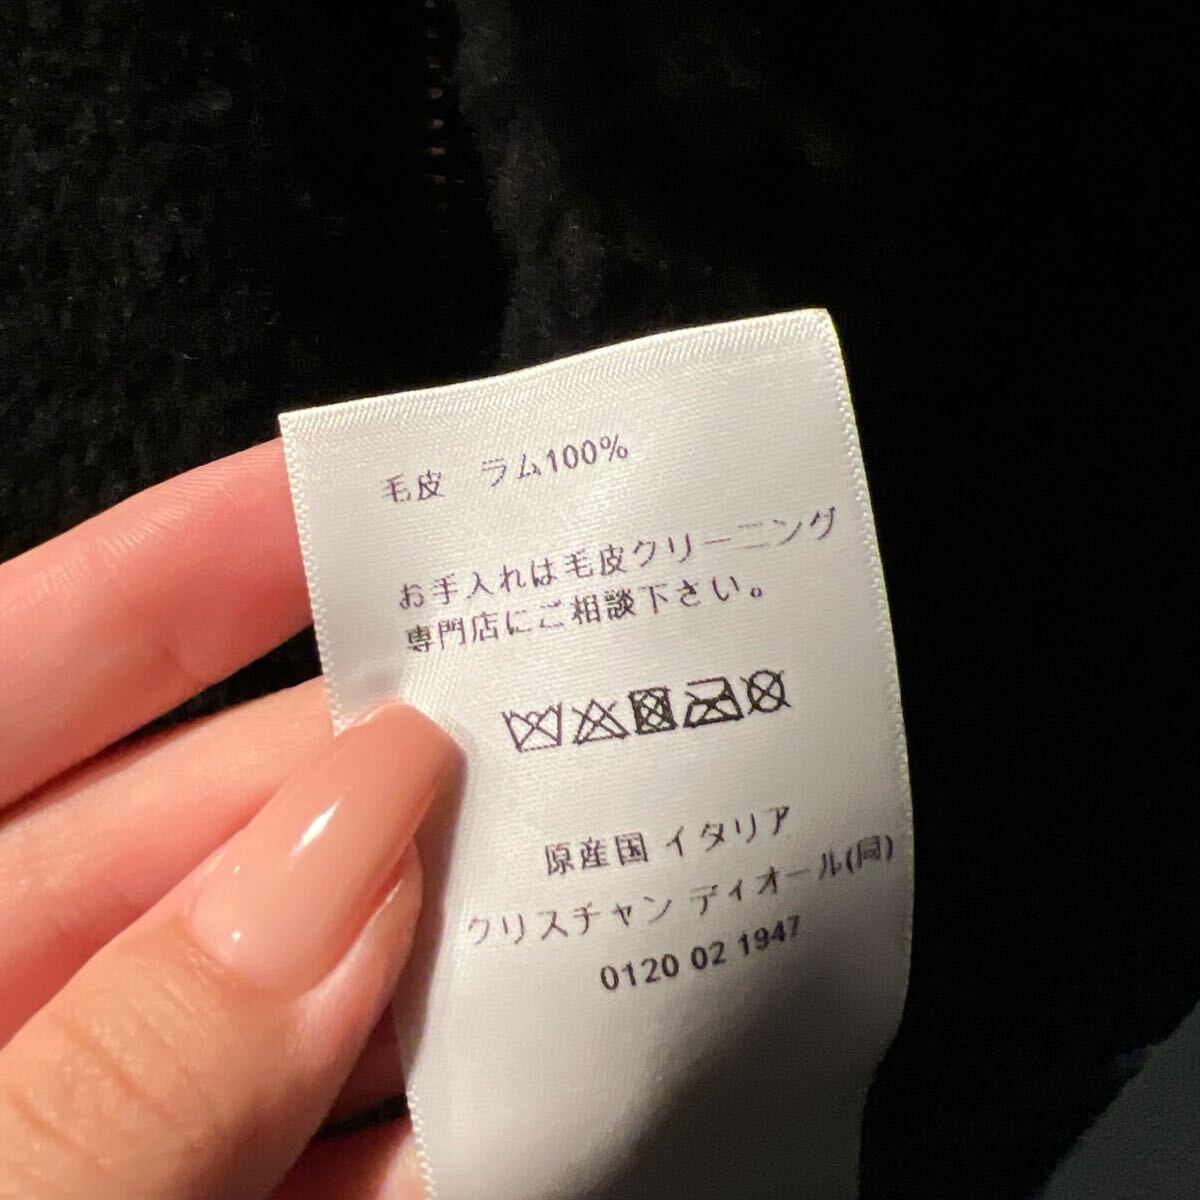 毛皮 ラム100%
お手入れは毛皮クリーニング
専門店にご相談下さい。
原産国 イタリア
クリスチャン ディオール(同)
0120 02 1947